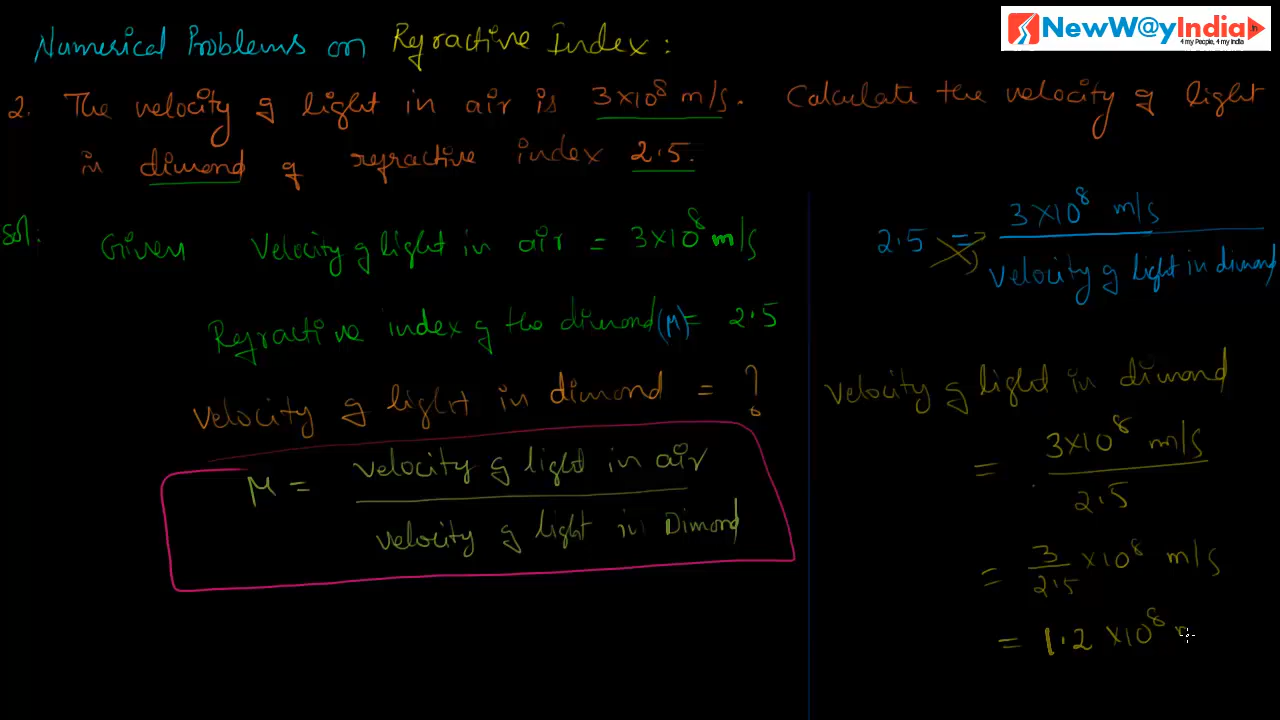 Numerical Problems on Refractive Index:
NewW@yIndia.in
4 my People, 4 my India
2. The velocity of light in air is 3×10⁸ m/s. Calculate the velocity of light
in dimond of refractive index 2.5.
Sol:
Given Velocity of light in air = 3×10⁸ m/s
Refractive index of the dimond(μ)= 2.5
Velocity of light in dimond = ?
μ = velocity of light in air
velocity of light in Dimond
2.5 = 3×10⁸ m/s
Velocity of light in dimond
Velocity of light in dimond
= 3×10⁸ m/s
2.5
= 3/2.5 ×10⁸ m/s
= 1.2 ×10⁸